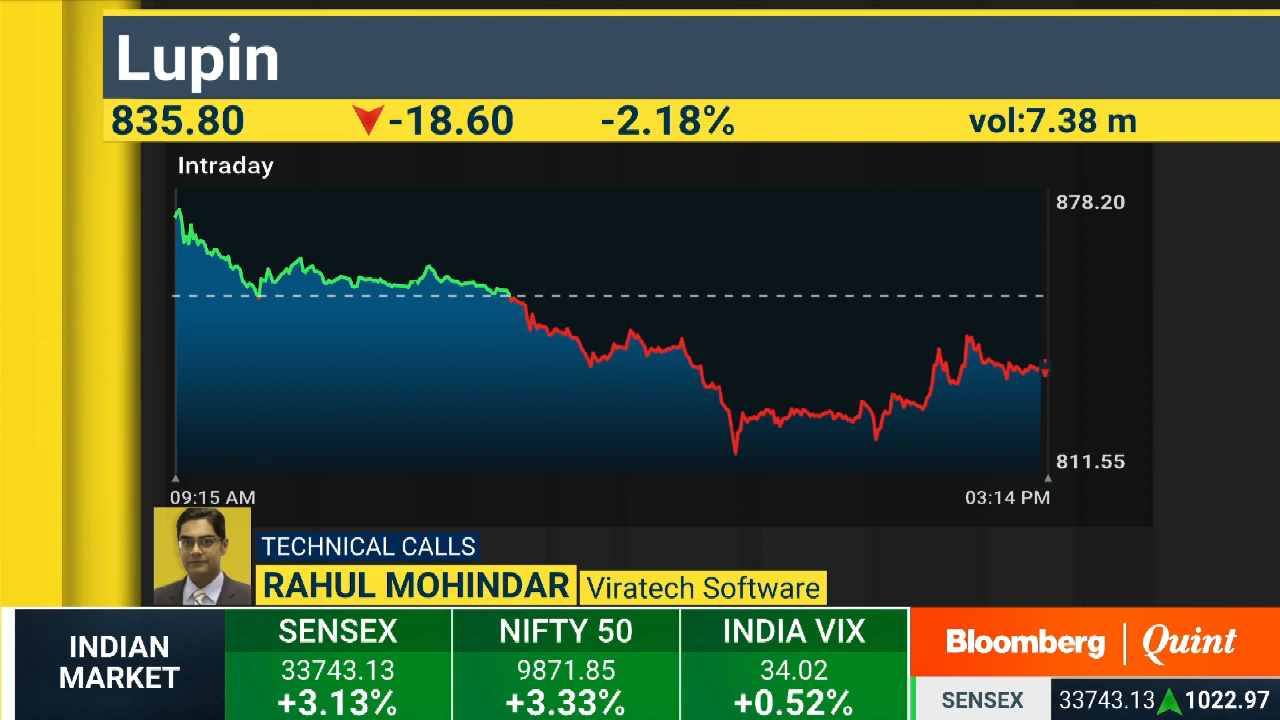 Lupin
835.80 -18.60 -2.18% vol:7.38 m
Intraday
878.20
811.55
09:15 AM 03:14 PM
TECHNICAL CALLS
RAHUL MOHINDAR Viratech Software
INDIAN MARKET
SENSEX
33743.13
+3.13%
NIFTY 50
9871.85
+3.33%
INDIA VIX
34.02
+0.52%
Bloomberg | Quint
SENSEX 33743.13 1022.97